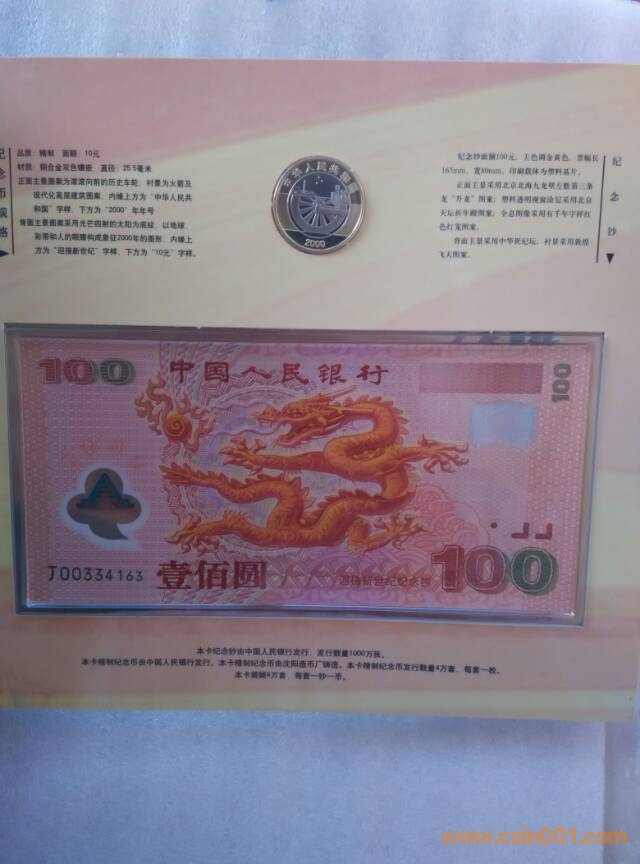 纪念币规格
品质：精制 面额：10元
材质：铜合金双色镶嵌 直径：25.5毫米
正面主景图案为滚滚向前的历史车轮，衬景为火箭及
现代化高层建筑图案，内缘上方为“中华人民共
和国”字样，下方为“2000”年年号
背面主景图案采用光芒四射的太阳为底纹，以地球、
彩带和人的眼睛构成象征2000年的图形，内缘上
方为“迎接新世纪”字样，下方为“10元”字样。
中华人民共和国
2000
纪念钞
纪念钞面额100元，主色调金黄色，票幅长
165mm，宽80mm，印刷载体为塑料基片。
正面主景采用北京北海九龙壁左数第三条
龙“升龙”图案；塑料透明视窗涂层采用北京
天坛祈年殿图案；全息图像采用有千年字样红
色灯笼图案。
背面主景采用中华世纪坛；衬景采用敦煌
飞天图案。
100
中国人民银行
100
J00334163
壹佰圆
迎接新世纪纪念钞
100
本卡纪念钞由中国人民银行发行，发行数量1000万张。
本卡精制纪念币由中国人民银行发行。本卡精制纪念币由沈阳造币厂铸造。本卡精制纪念币发行数量4万套，每套一枚。
本卡装帧4万套，每套一钞一币。
www.coin001.com